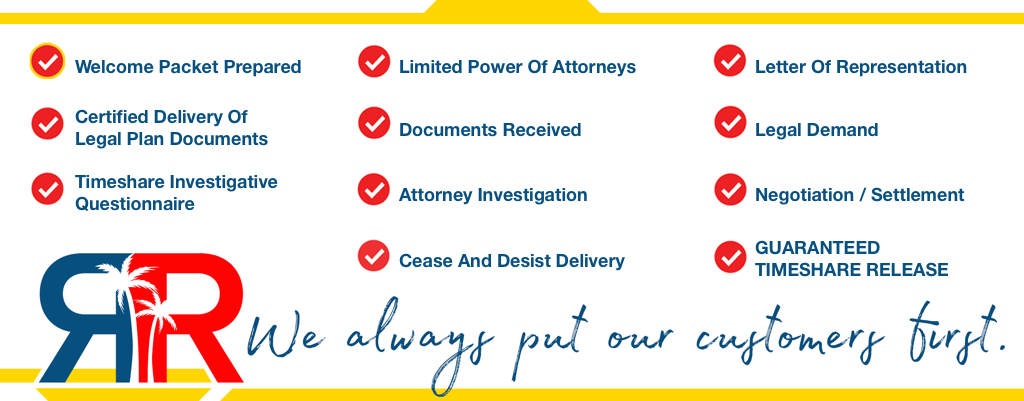 Welcome Packet Prepared
Certified Delivery Of
Legal Plan Documents
Timeshare Investigative
Questionnaire
Limited Power Of Attorneys
Documents Received
Attorney Investigation
Cease And Desist Delivery
Letter Of Representation
Legal Demand
Negotiation / Settlement
GUARANTEED
TIMESHARE RELEASE
RR
We always put our customers first.